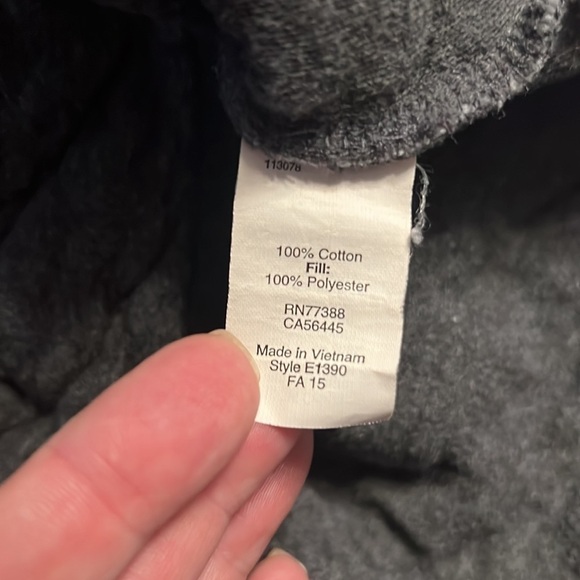 113078
100% Cotton
Fill:
100% Polyester
RN77388
CA56445
Made in Vietnam
Style E1390
FA 15